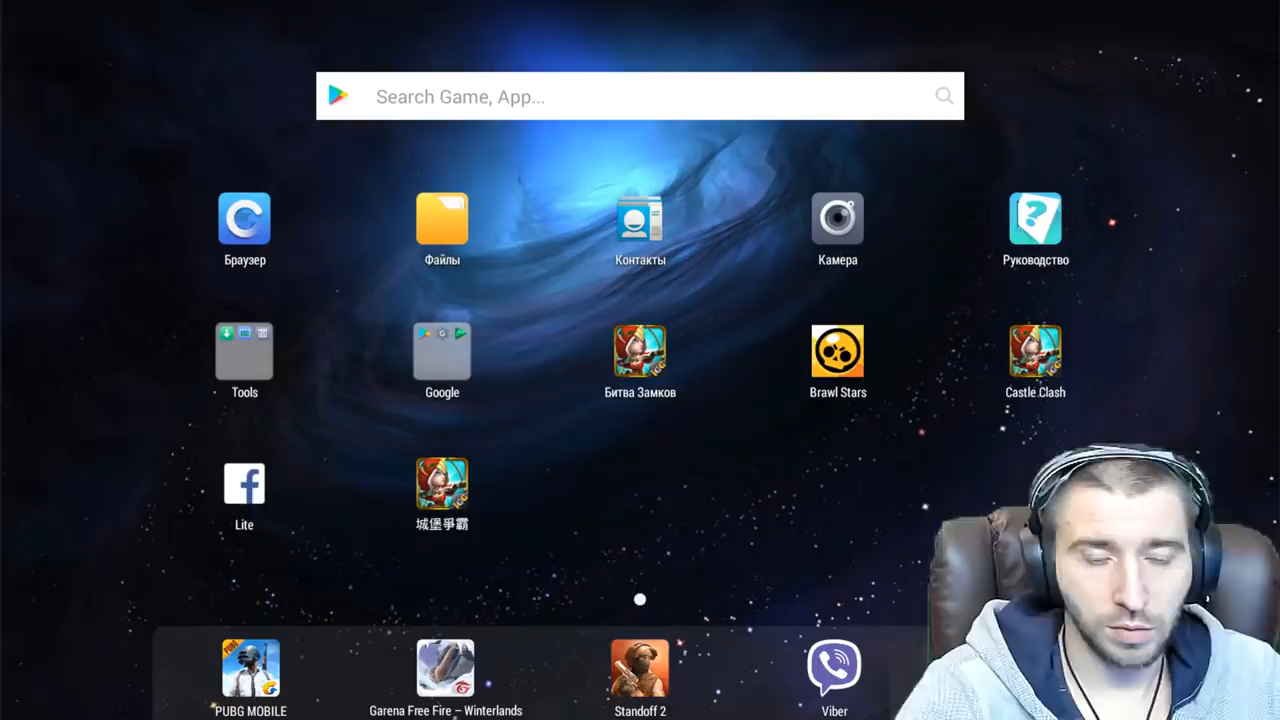 Search Game, App...
Браузер
Файлы
Контакты
Камера
Руководство
Tools
Google
Битва Замков
Brawl Stars
Castle Clash
Lite
城堡爭霸
PUBG MOBILE
Garena Free Fire – Winterlands
Standoff 2
Viber